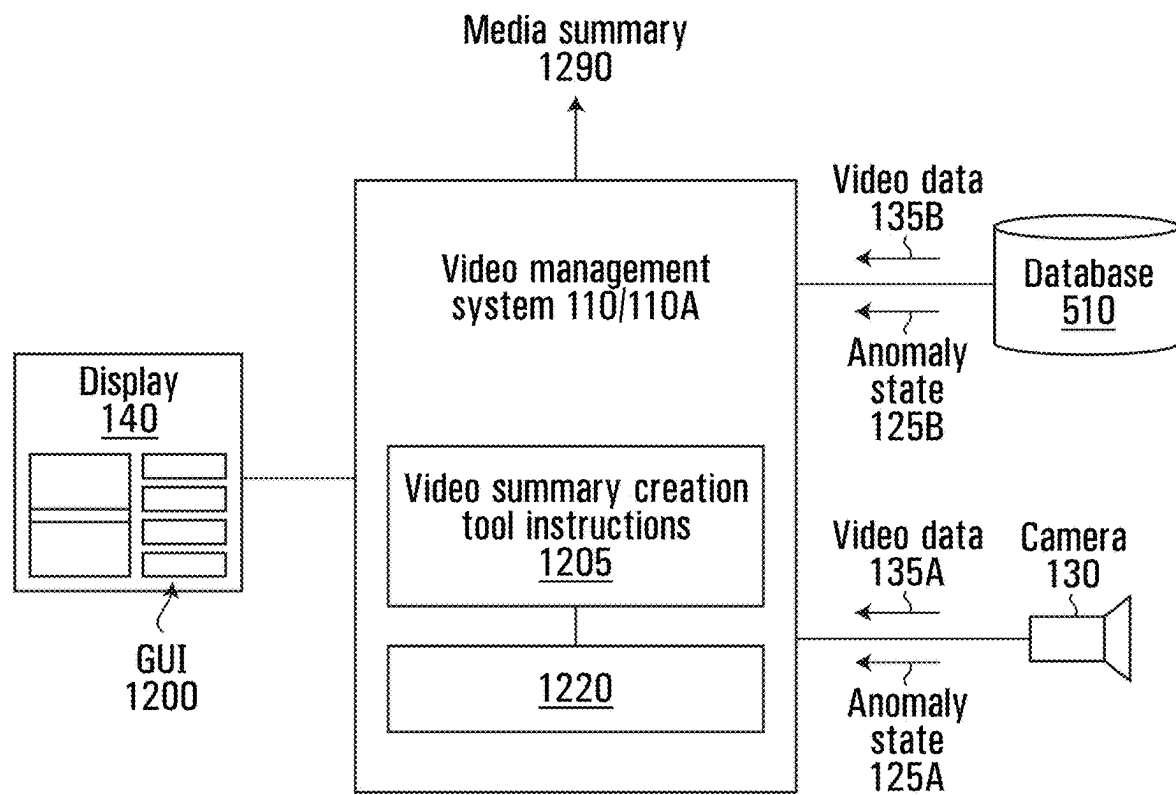 Media summary
1290
Video data
135B
Database
510
Anomaly
state
125B
Video management
system 110/110A
Display
140
Video summary creation
tool instructions
1205
Video data
135A
Camera
130
GUI
1200
1220
Anomaly
state
125A